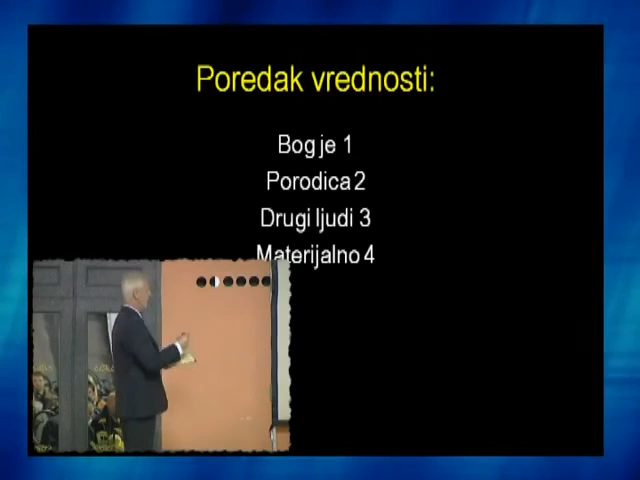 Poredak vrednosti:
Bog je 1
Porodica 2
Drugi ljudi 3
Materijalno 4